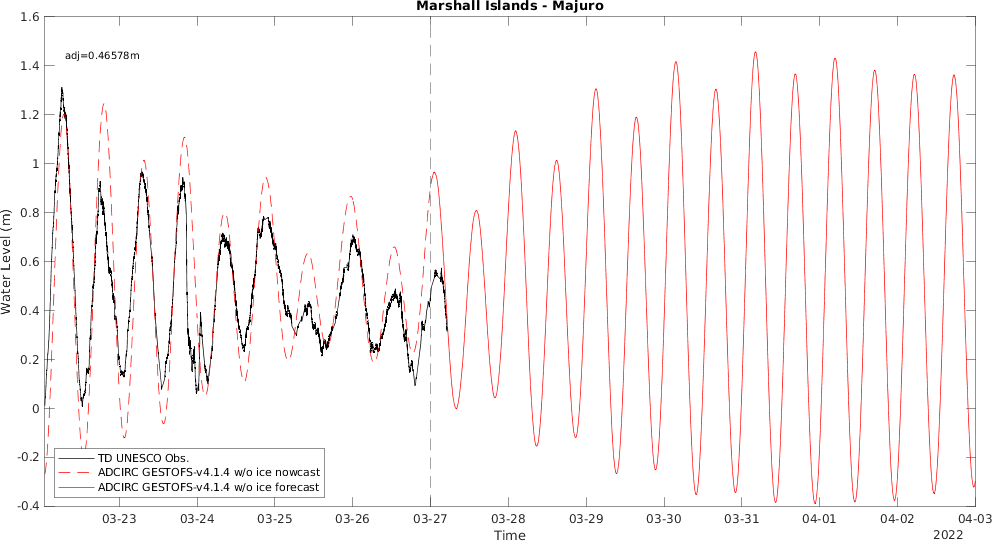 Marshall Islands - Majuro
adj=0.46578m
1.6
1.4
1.2
1
0.8
0.6
0.4
0.2
0
-0.2
-0.4
Water Level (m)
TD UNESCO Obs.
ADCIRC GESTOFS-v4.1.4 w/o ice nowcast
ADCIRC GESTOFS-v4.1.4 w/o ice forecast
03-23 03-24 03-25 03-26 03-27 03-28 03-29 03-30 03-31 04-01 04-02 04-03
Time
2022